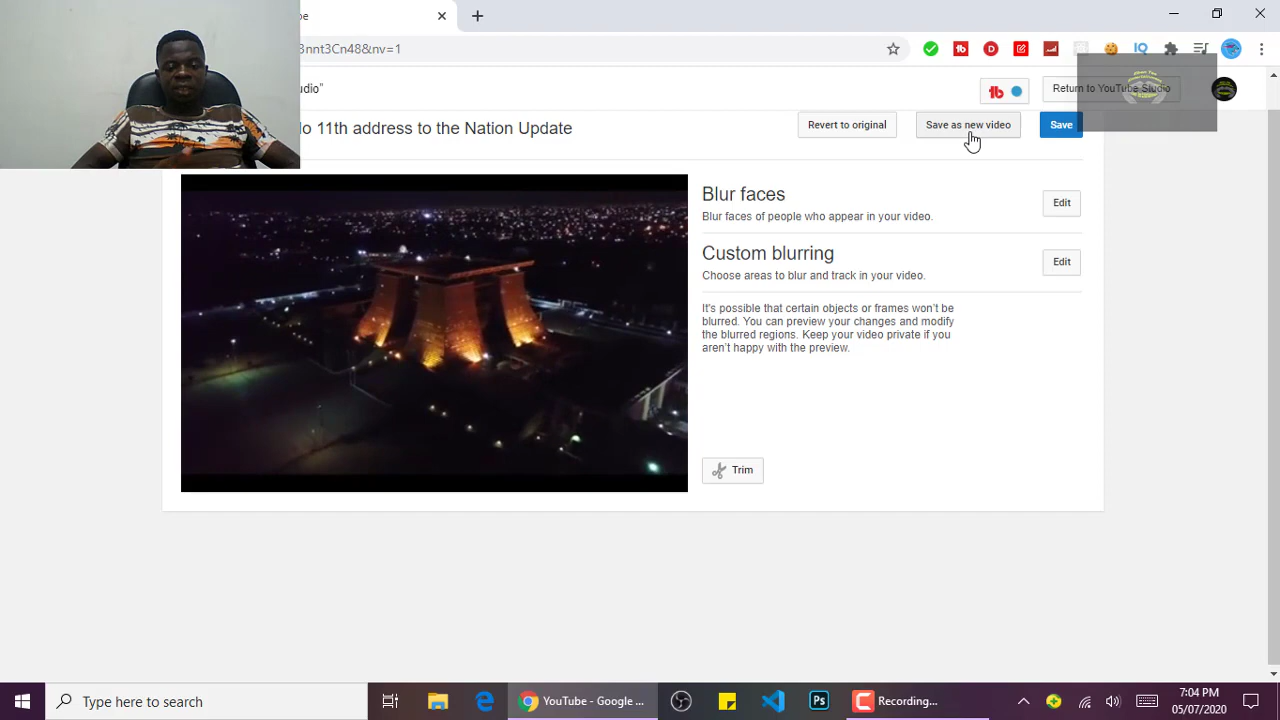 be
3nnt3Cn48&nv=1
IQ
udio"
Return to YouTube Studio
lo 11th address to the Nation Update
Revert to original
Save as new video
Save
Blur faces
Edit
Blur faces of people who appear in your video.
Custom blurring
Edit
Choose areas to blur and track in your video.
It's possible that certain objects or frames won't be
blurred. You can preview your changes and modify
the blurred regions. Keep your video private if you
aren't happy with the preview.
Trim
Type here to search
YouTube - Google ...
Ps
Recording...
7:04 PM
05/07/2020